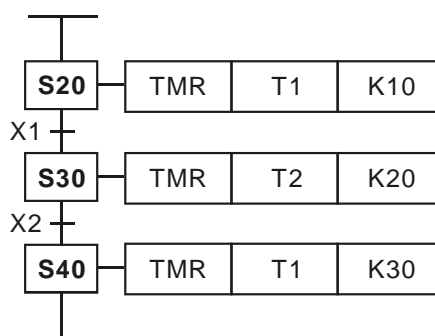 S20 TMR T1 K10
X1
S30 TMR T2 K20
X2
S40 TMR T1 K30